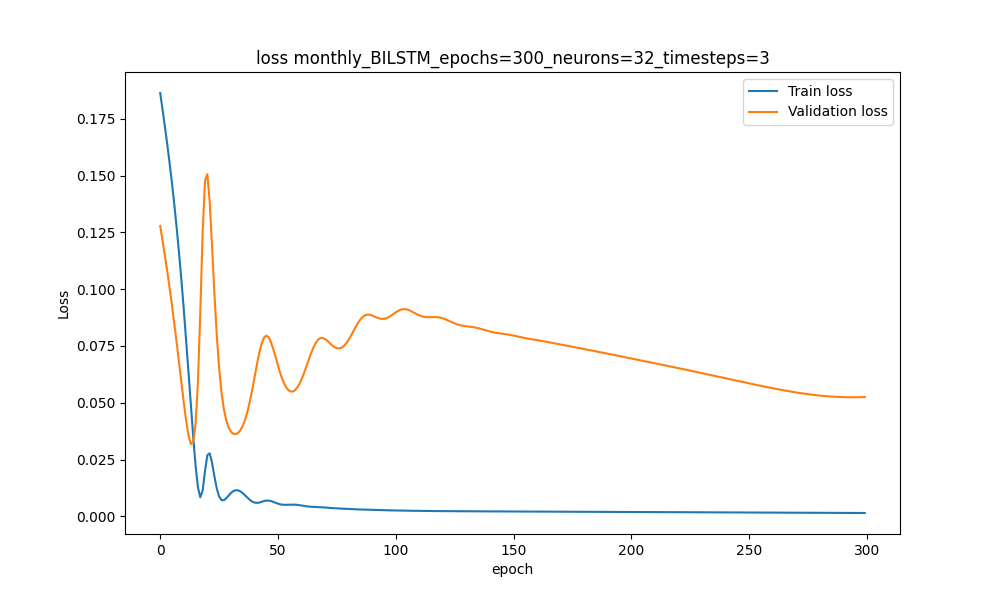 loss monthly_BILSTM_epochs=300_neurons=32_timesteps=3
Train loss
Validation loss
0.175
0.150
0.125
0.100
0.075
0.050
0.025
0.000
Loss
0 50 100 150 200 250 300
epoch